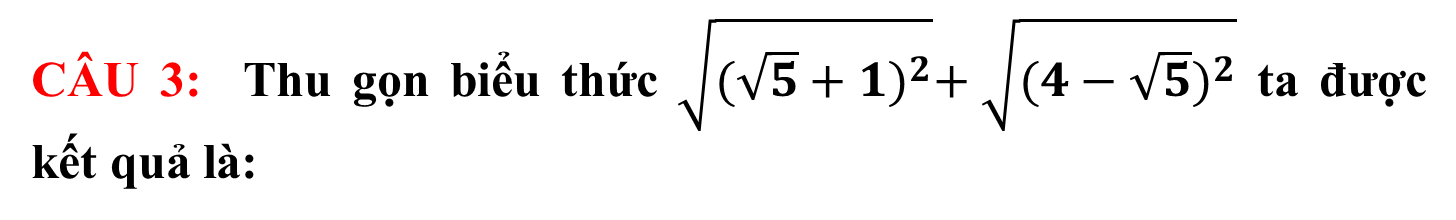 CÂU 3: Thu gọn biểu thức √(√5 + 1)² + √(4 − √5)² ta được
kết quả là: